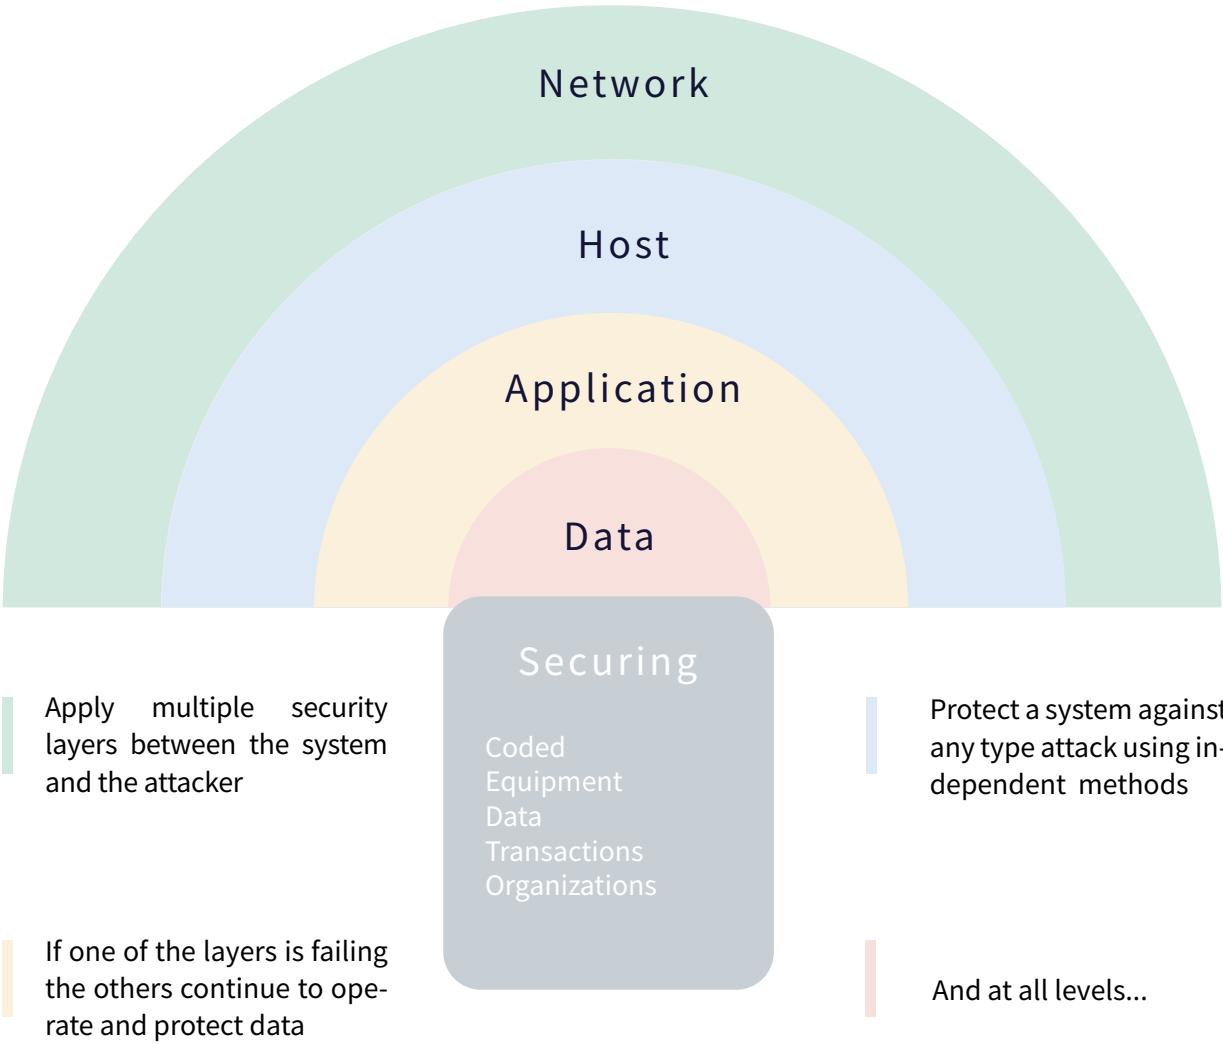 Network
Host
Application
Data
Securing
Coded
Equipment
Data
Transactions
Organizations
Apply multiple security
layers between the system
and the attacker
Protect a system against
any type attack using in-
dependent methods
If one of the layers is failing
the others continue to ope-
rate and protect data
And at all levels...